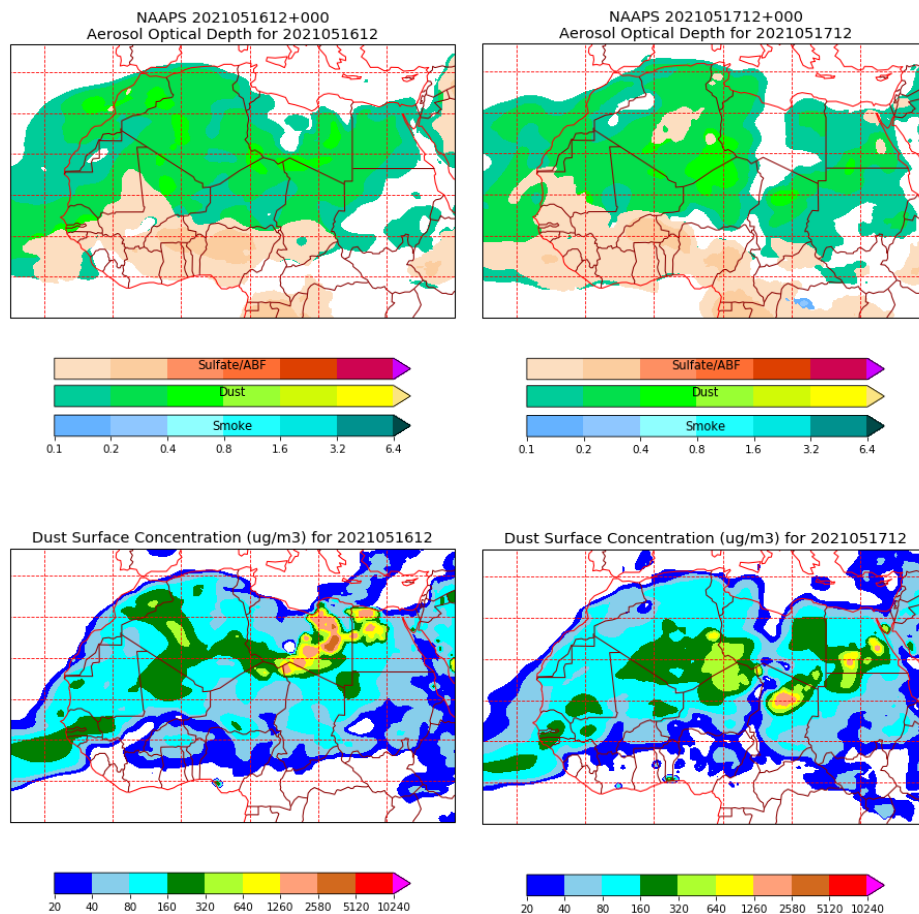 NAAPS 2021051612+000
Aerosol Optical Depth for 2021051612
NAAPS 2021051712+000
Aerosol Optical Depth for 2021051712
Sulfate/ABF
Dust
Smoke
0.1 0.2 0.4 0.8 1.6 3.2 6.4
Sulfate/ABF
Dust
Smoke
0.1 0.2 0.4 0.8 1.6 3.2 6.4
Dust Surface Concentration (ug/m3) for 2021051612
Dust Surface Concentration (ug/m3) for 2021051712
20 40 80 160 320 640 1260 2580 5120 10240
20 40 80 160 320 640 1260 2580 5120 10240